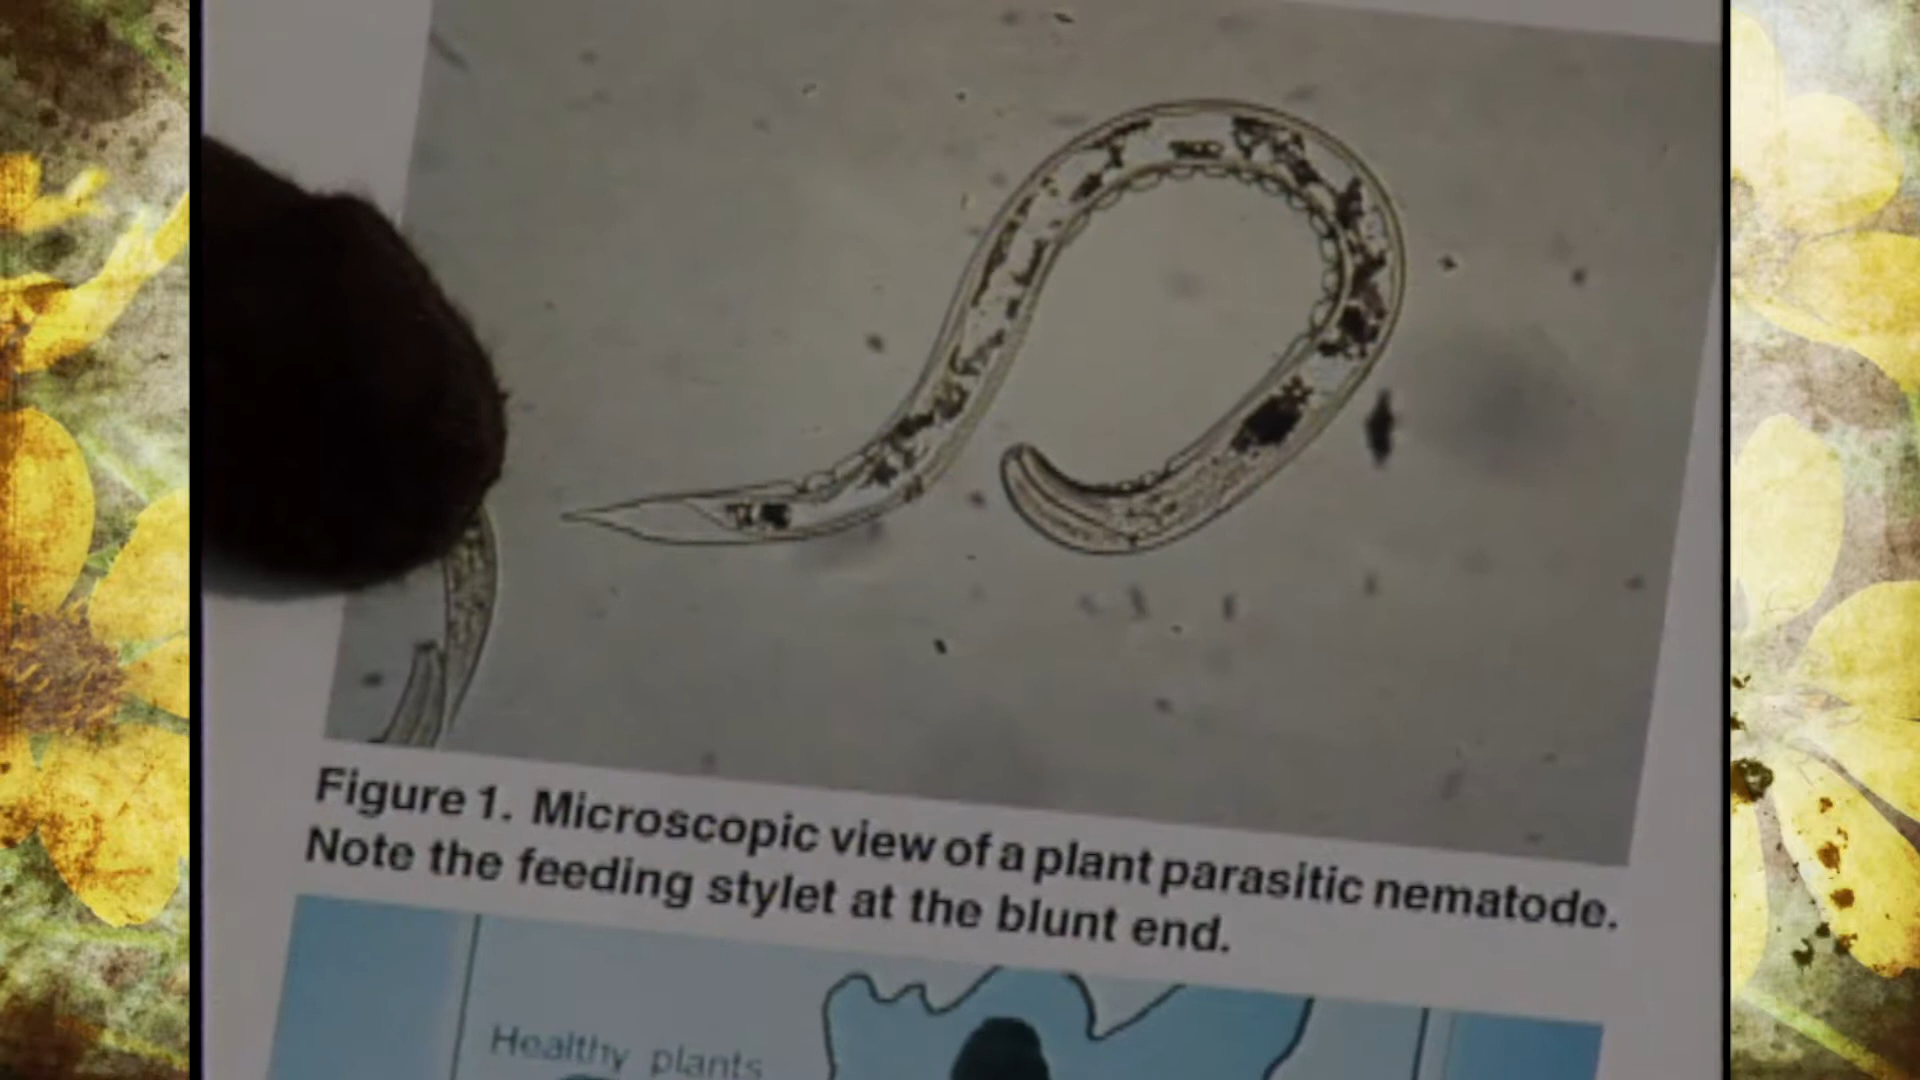 Figure 1. Microscopic view of a plant parasitic nematode.
Note the feeding stylet at the blunt end.
Healthy plants